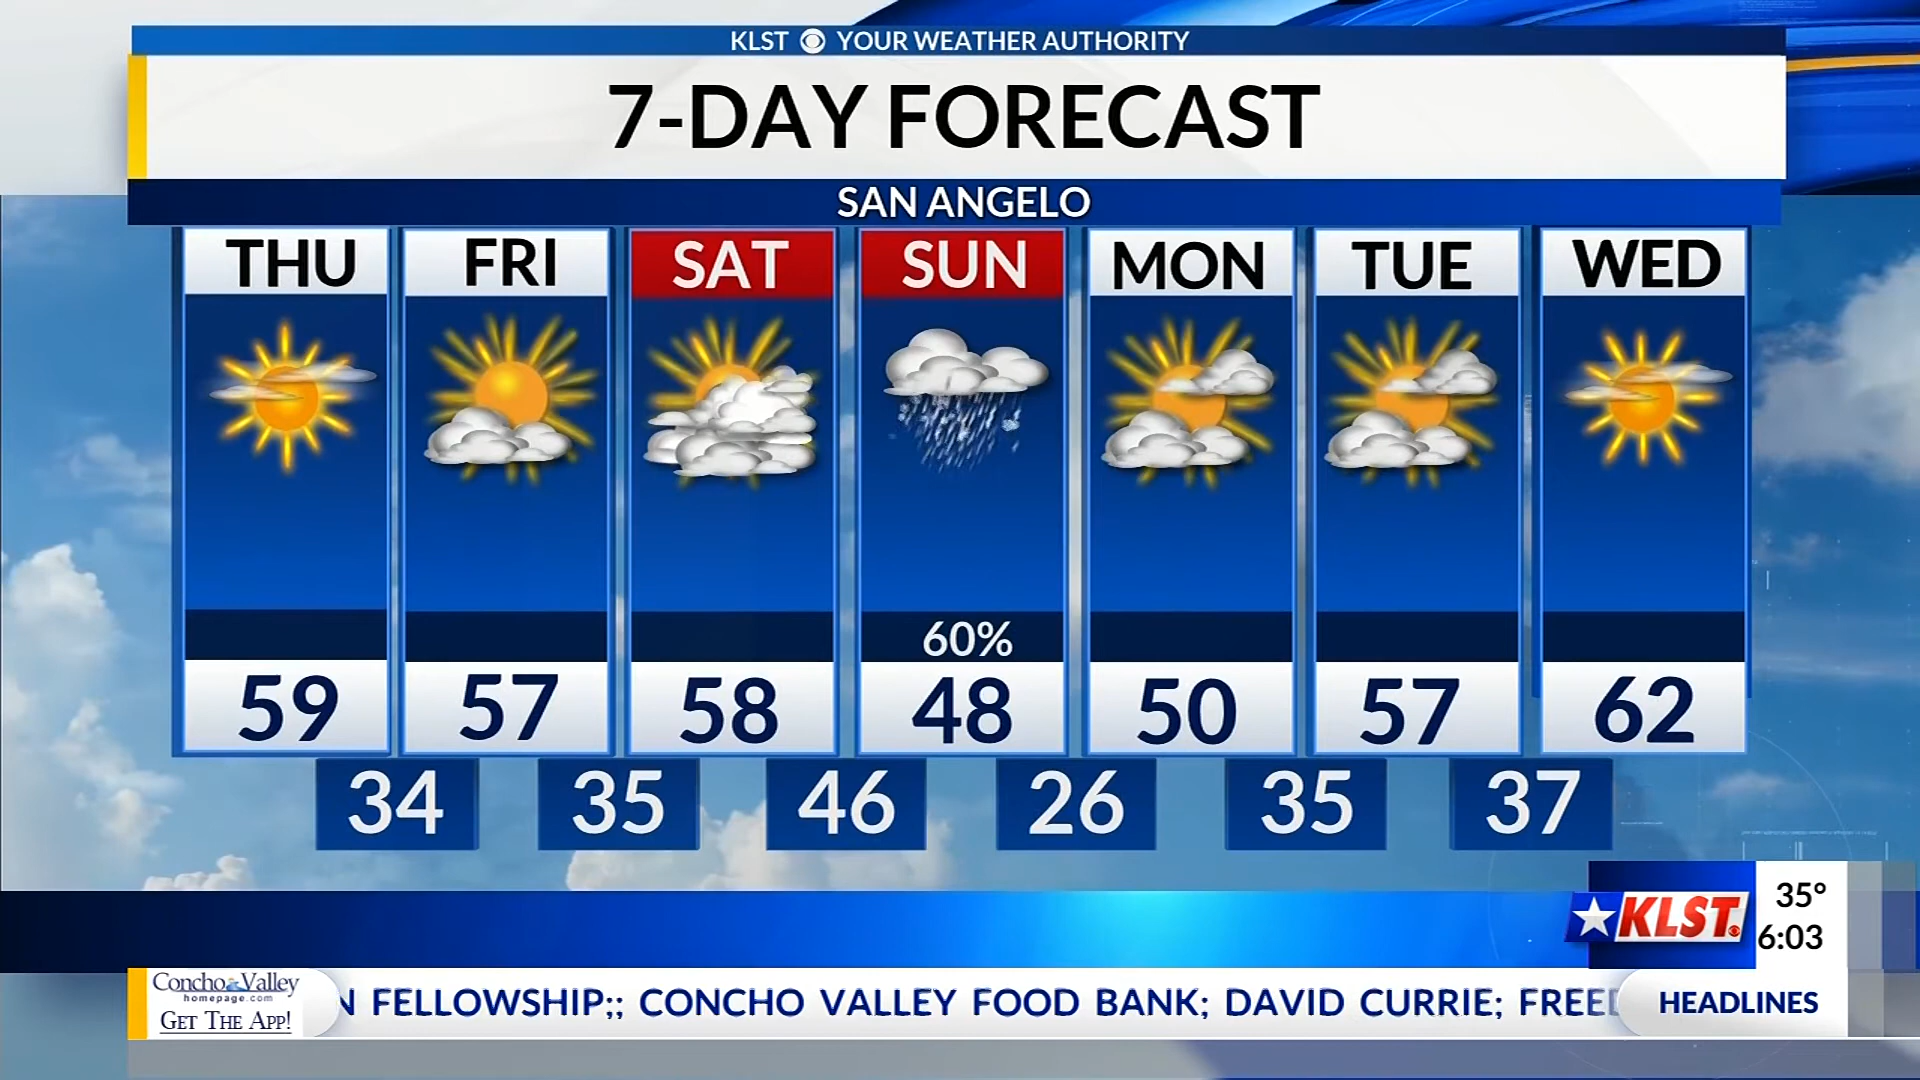 KLST YOUR WEATHER AUTHORITY
7-DAY FORECAST
SAN ANGELO
THU FRI SAT SUN MON TUE WED
60%
59 57 58 48 50 57 62
34 35 46 26 35 37
KLST
35°
6:03
Concho Valley
homepage.com
GET THE APP!
N FELLOWSHIP;; CONCHO VALLEY FOOD BANK; DAVID CURRIE; FREED
HEADLINES